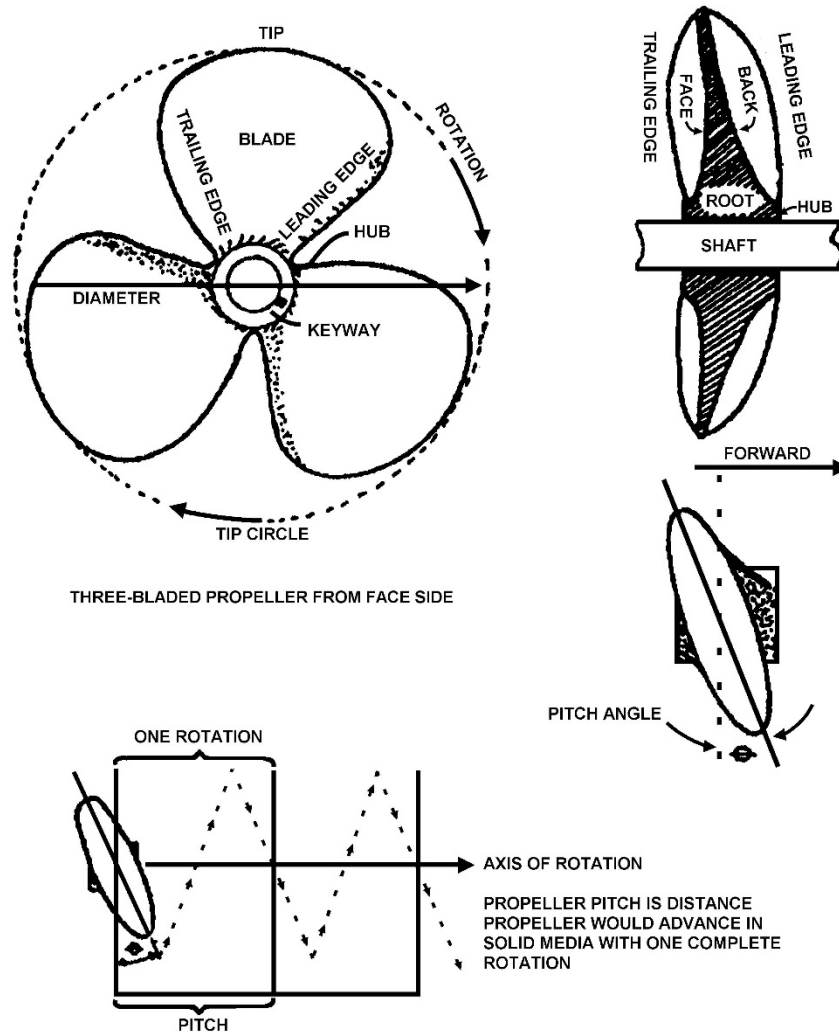 TIP
TRAILING EDGE
BLADE
LEADING EDGE
ROTATION
HUB
DIAMETER
KEYWAY
TIP CIRCLE
THREE-BLADED PROPELLER FROM FACE SIDE
TRAILING EDGE
FACE
BACK
LEADING EDGE
ROOT
HUB
SHAFT
FORWARD
PITCH ANGLE
ONE ROTATION
AXIS OF ROTATION
PROPELLER PITCH IS DISTANCE
PROPELLER WOULD ADVANCE IN
SOLID MEDIA WITH ONE COMPLETE
ROTATION
PITCH